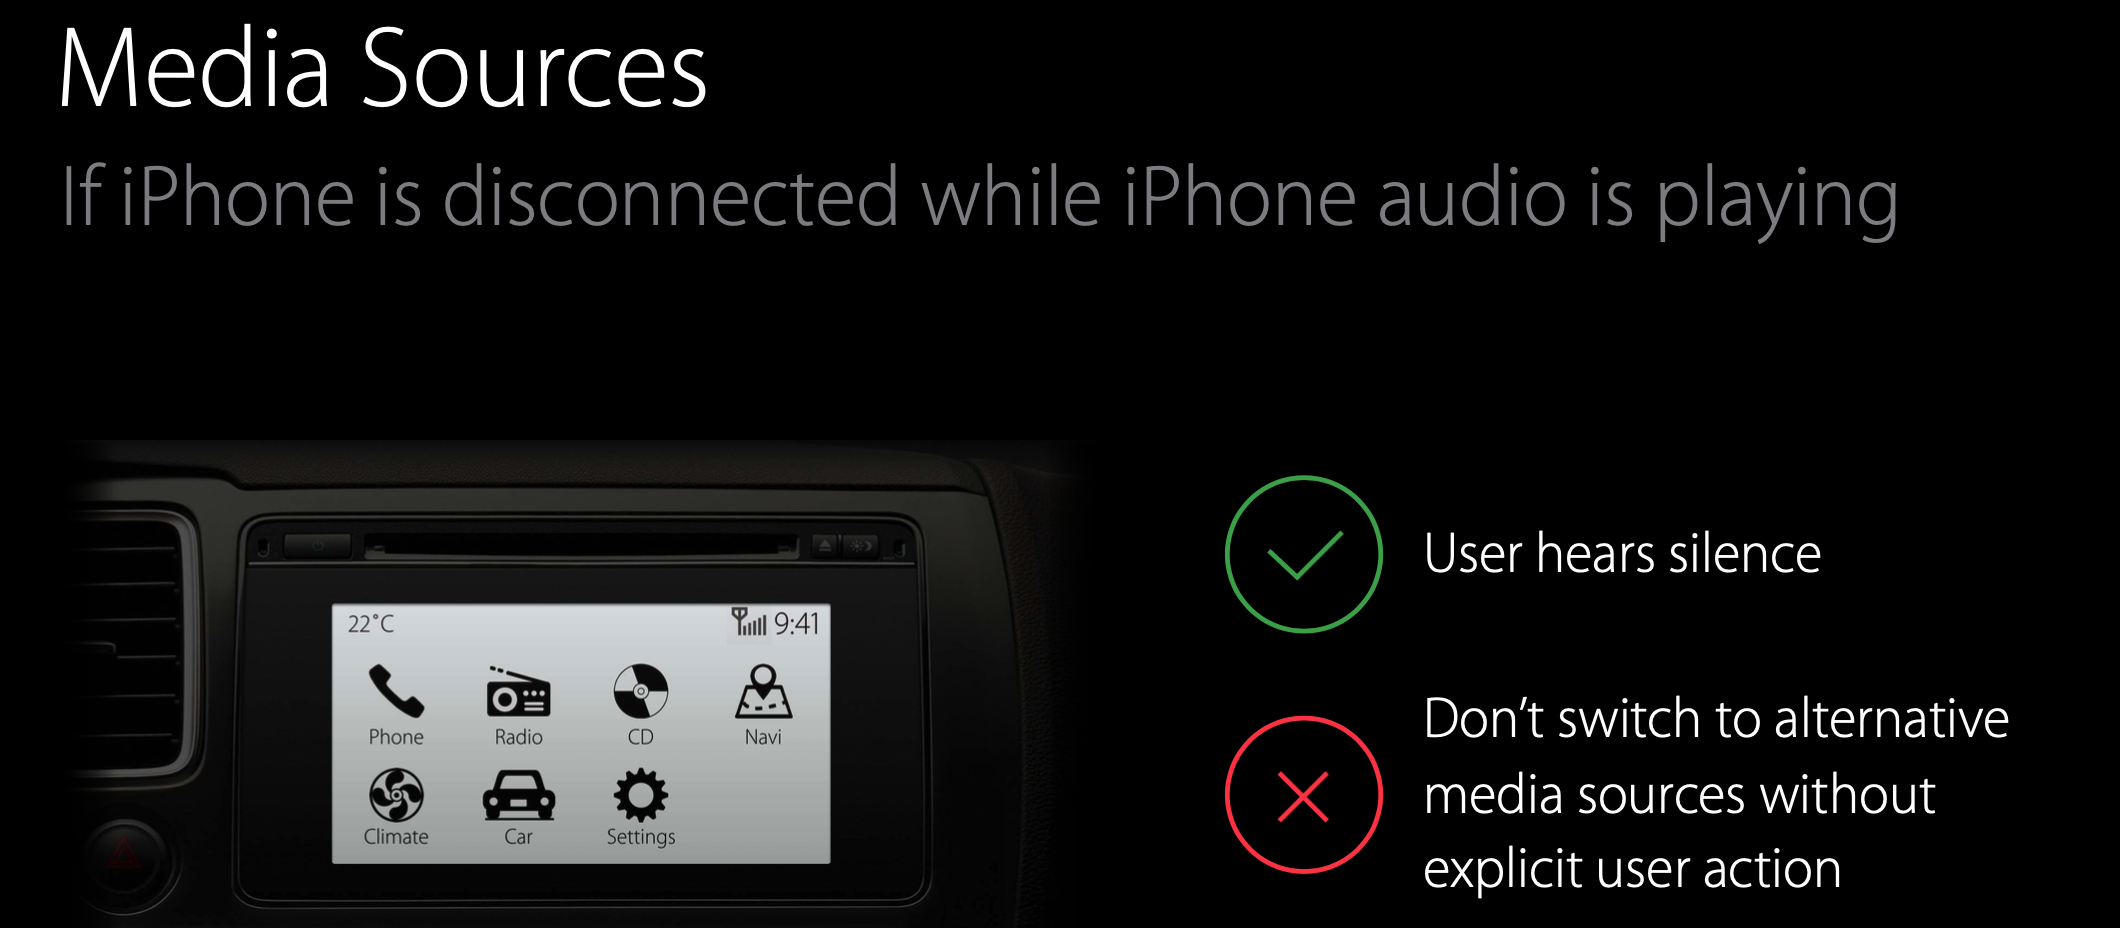 Media Sources
If iPhone is disconnected while iPhone audio is playing
22°C
9:41
Phone
Radio
CD
Navi
Climate
Car
Settings
User hears silence
Don’t switch to alternative
media sources without
explicit user action